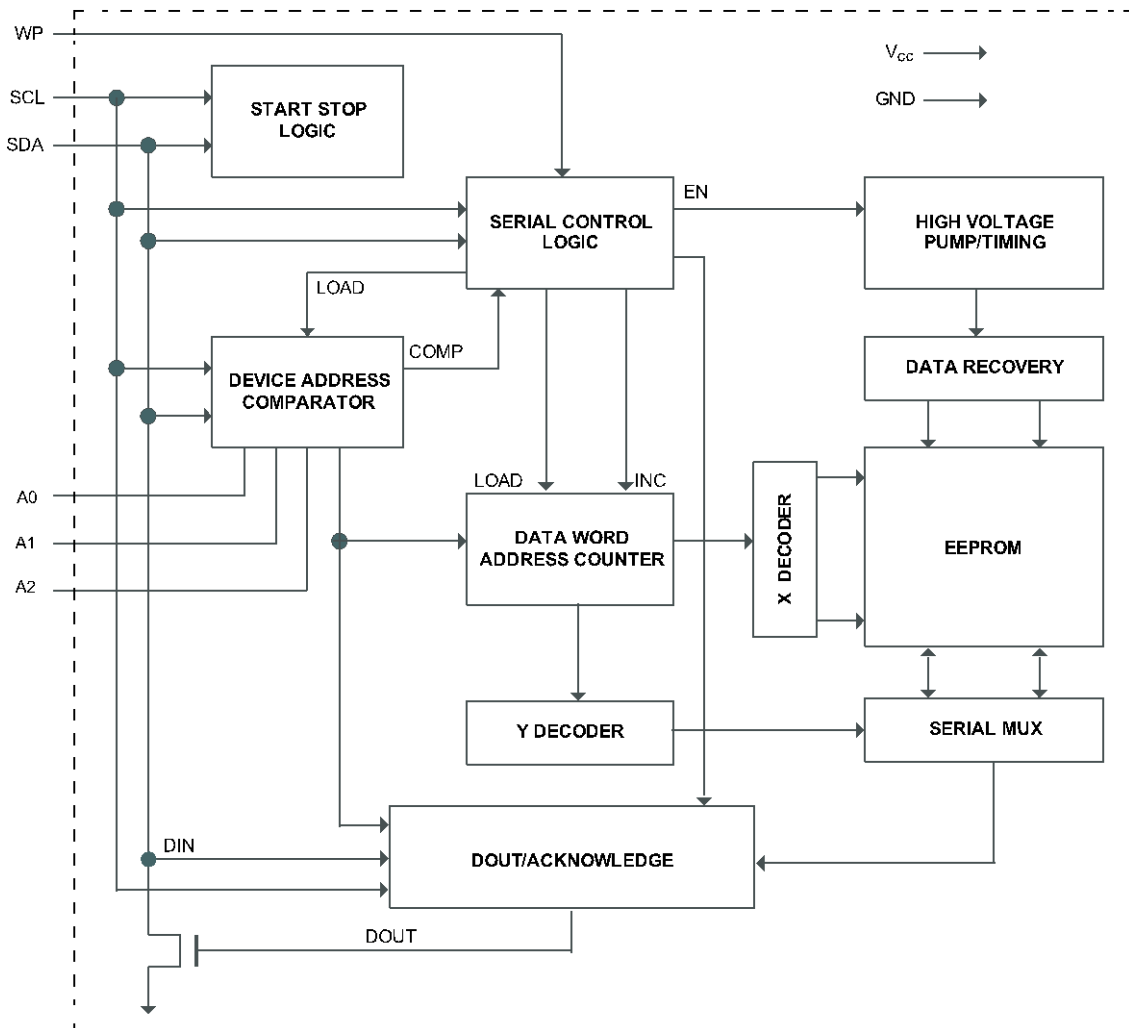 WP
VCC
SCL
GND
START STOP
LOGIC
SDA
EN
SERIAL CONTROL
LOGIC
HIGH VOLTAGE
PUMP/TIMING
LOAD
COMP
DEVICE ADDRESS
COMPARATOR
DATA RECOVERY
A0
LOAD
INC
A1
DATA WORD
ADDRESS COUNTER
X DECODER
EEPROM
A2
Y DECODER
SERIAL MUX
DIN
DOUT/ACKNOWLEDGE
DOUT